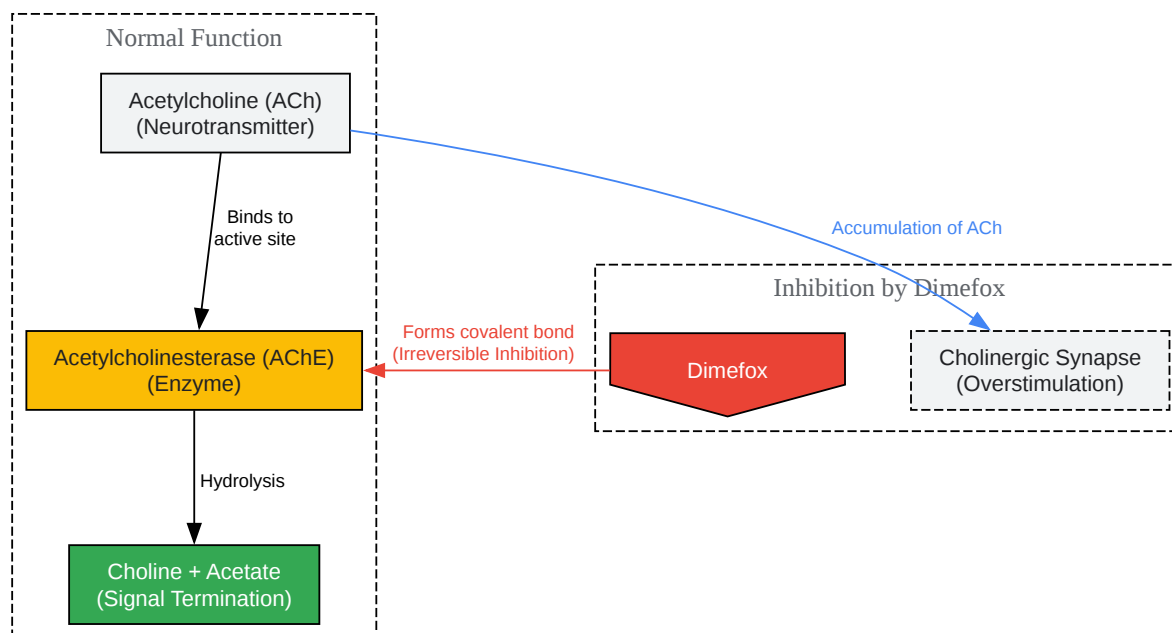 Normal Function
Acetylcholine (ACh)
(Neurotransmitter)
Binds to
active site
Accumulation of ACh
Inhibition by Dimefox
Forms covalent bond
(Irreversible Inhibition)
Acetylcholinesterase (AChE)
(Enzyme)
Dimefox
Cholinergic Synapse
(Overstimulation)
Hydrolysis
Choline + Acetate
(Signal Termination)